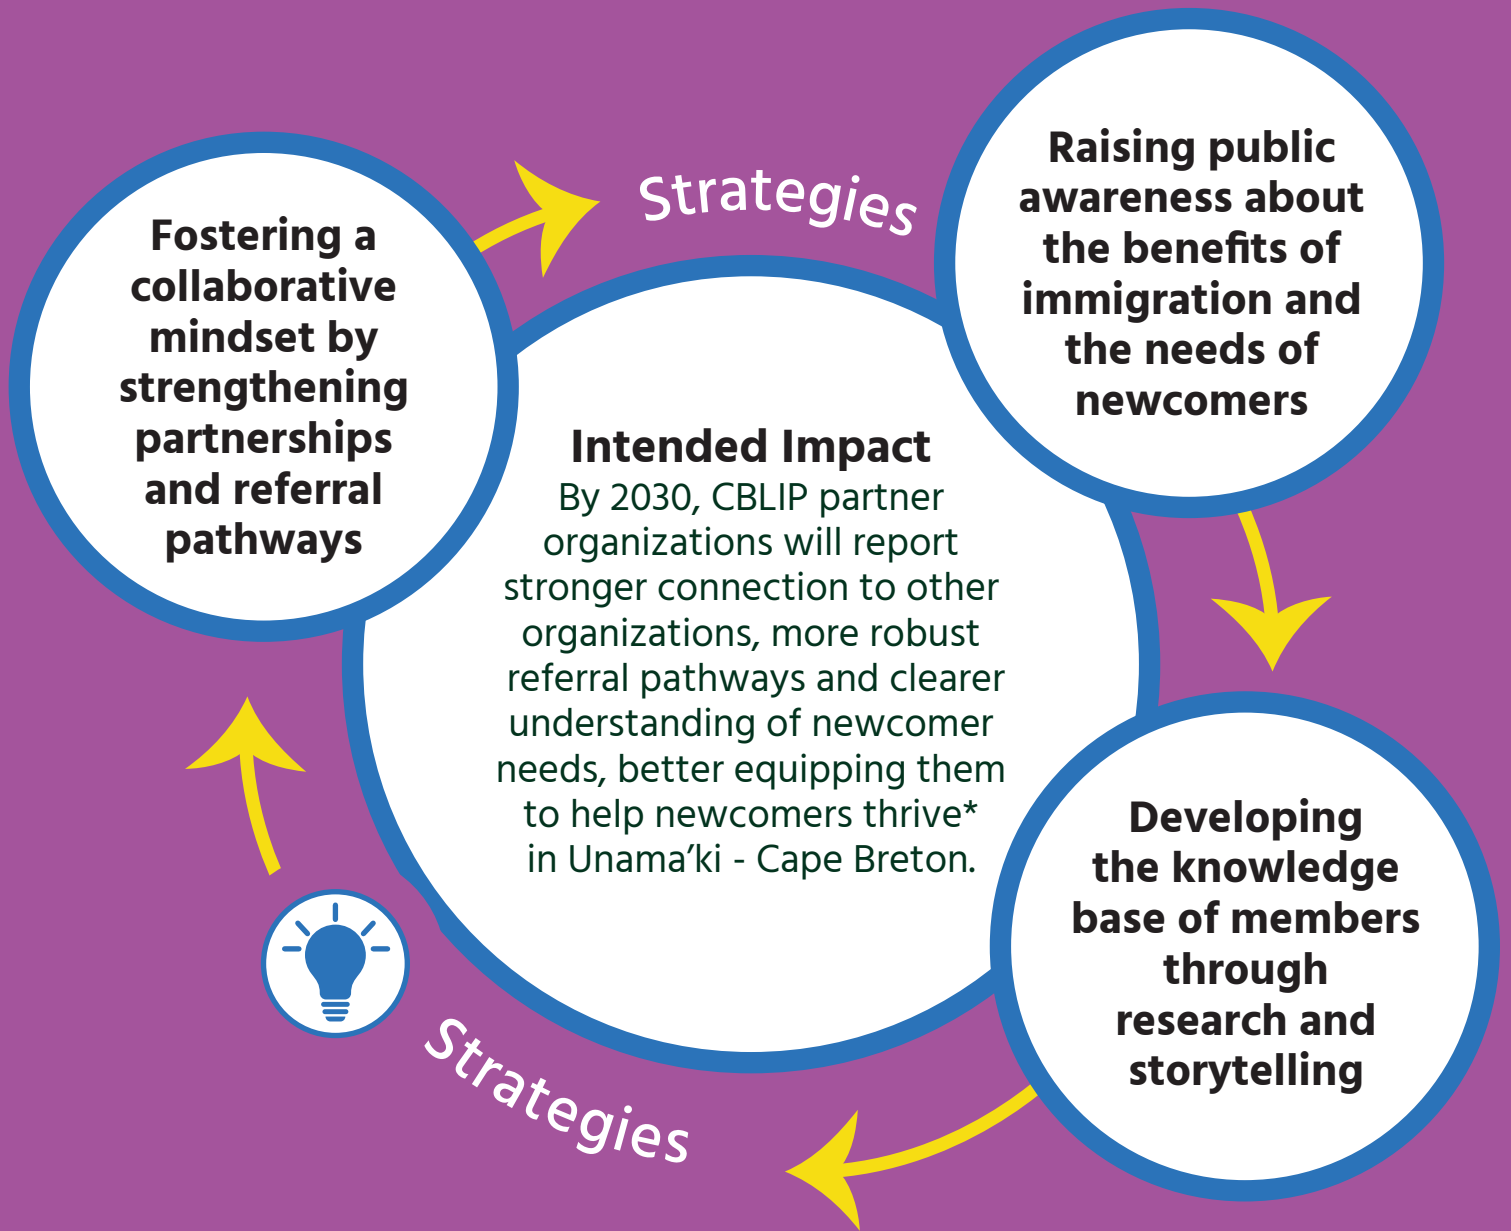 Strategies
Fostering a
collaborative
mindset by
strengthening
partnerships
and referral
pathways
Raising public
awareness about
the benefits of
immigration and
the needs of
newcomers
Intended Impact
By 2030, CBLIP partner
organizations will report
stronger connection to other
organizations, more robust
referral pathways and clearer
understanding of newcomer
needs, better equipping them
to help newcomers thrive*
in Unama’ki - Cape Breton.
Developing
the knowledge
base of members
through
research and
storytelling
Strategies